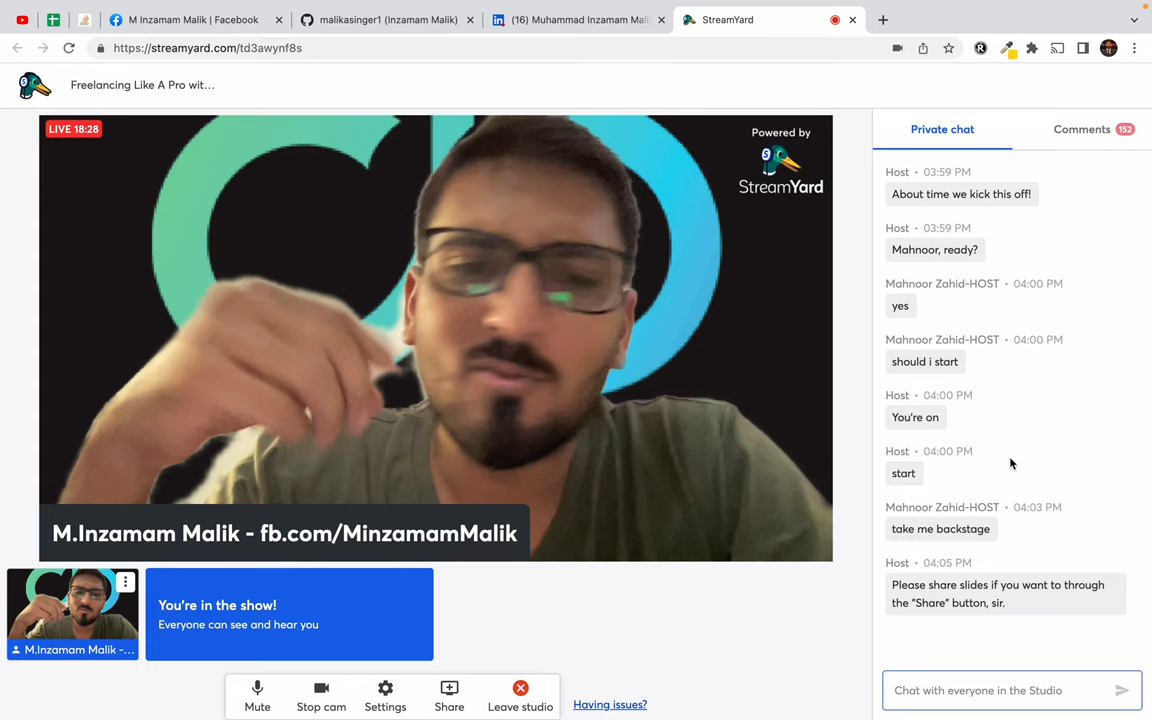 M Inzamam Malik | Facebook
malikasinger1 (Inzamam Malik)
(16) Muhammad Inzamam Mali
StreamYard
https://streamyard.com/td3awynf8s
Freelancing Like A Pro wit...
LIVE 18:28
Powered by
StreamYard
M.Inzamam Malik - fb.com/MinzamamMalik
M.Inzamam Malik -...
You're in the show!
Everyone can see and hear you
Mute
Stop cam
Settings
Share
Leave studio
Having issues?
Private chat
Comments 152
Host • 03:59 PM
About time we kick this off!
Host • 03:59 PM
Mahnoor, ready?
Mahnoor Zahid-HOST • 04:00 PM
yes
Mahnoor Zahid-HOST • 04:00 PM
should i start
Host • 04:00 PM
You're on
Host • 04:00 PM
start
Mahnoor Zahid-HOST • 04:03 PM
take me backstage
Host • 04:05 PM
Please share slides if you want to through
the "Share" button, sir.
Chat with everyone in the Studio